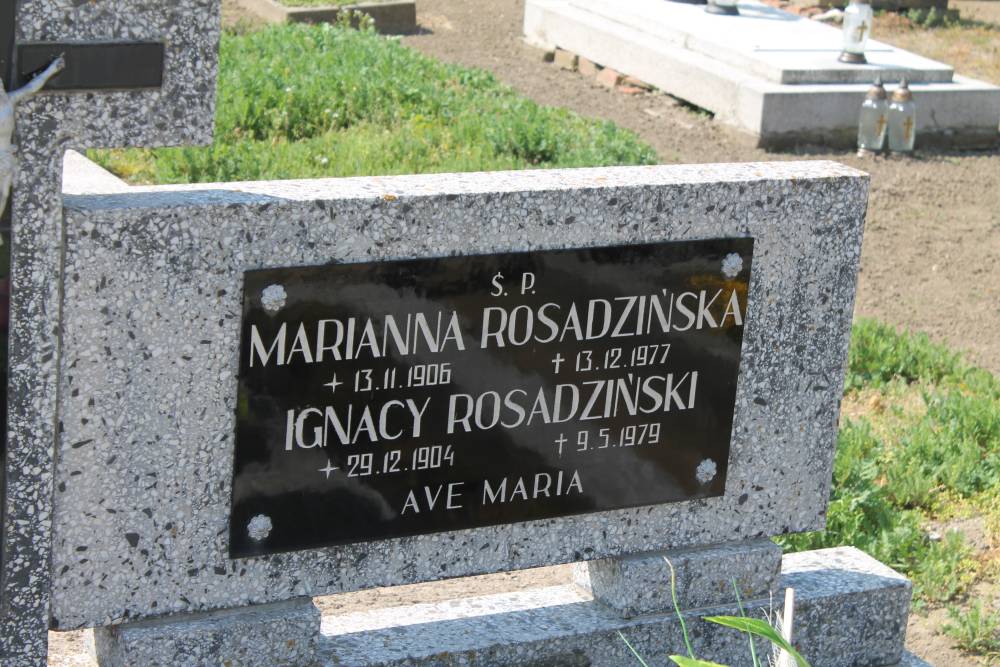 Ś. P.
MARIANNA ROSADZIŃSKA
13.11.1906 † 13.12.1977
IGNACY ROSADZIŃSKI
29.12.1904 † 9.5.1979
AVE MARIA